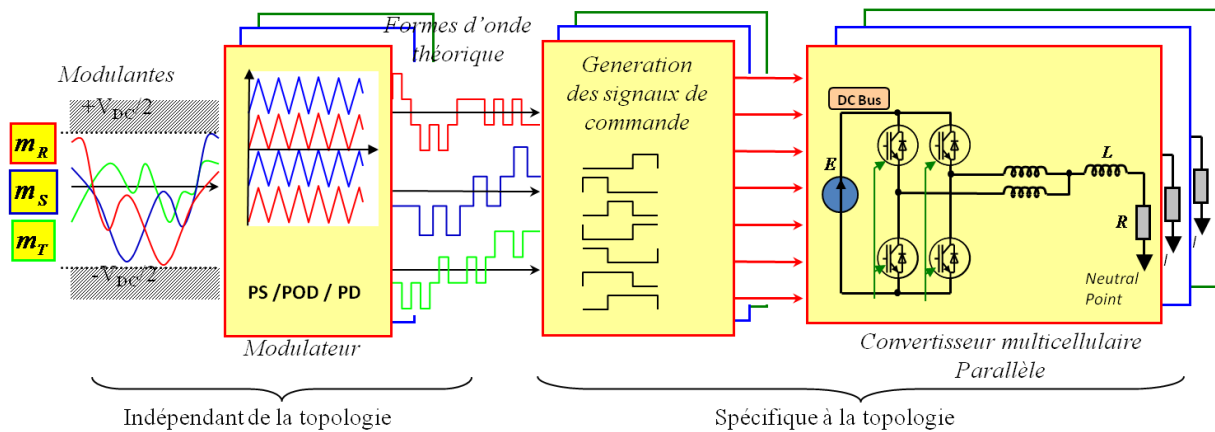 Formes d'onde
théorique
Modulantes
+V_DC/2
m_R
m_S
m_T
-V_DC/2
PS /POD / PD
Modulateur
Generation
des signaux de
commande
DC Bus
E
L
R
Neutral
Point
I
I
Convertisseur multicellulaire
Parallèle
Indépendant de la topologie
Spécifique à la topologie